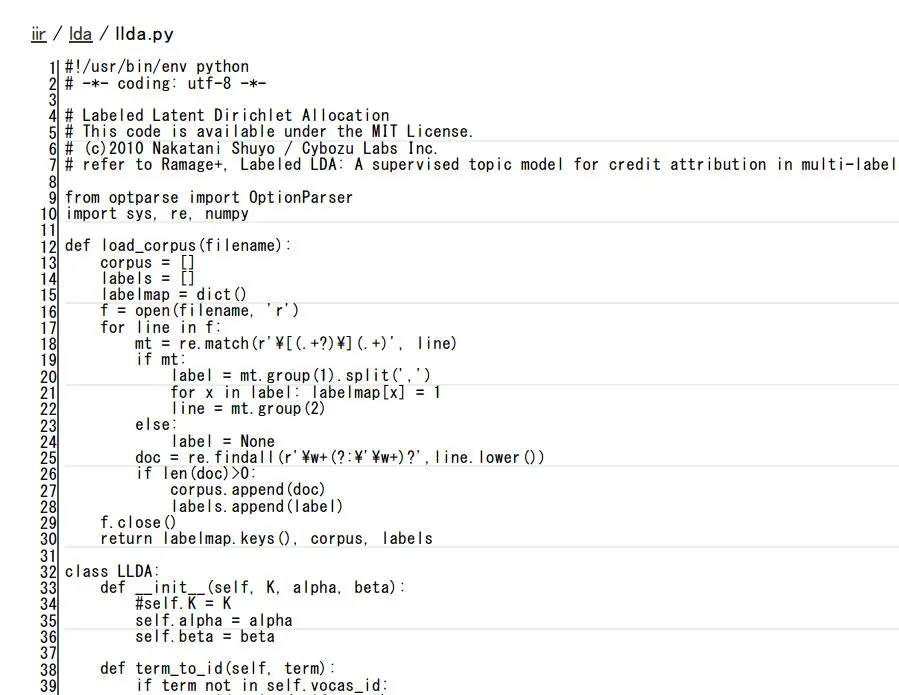 iir / lda / llda.py
1 #!/usr/bin/env python
2 # -*- coding: utf-8 -*-
3
4 # Labeled Latent Dirichlet Allocation
5 # This code is available under the MIT License.
6 # (c)2010 Nakatani Shuyo / Cybozu Labs Inc.
7 # refer to Ramage+, Labeled LDA: A supervised topic model for credit attribution in multi-label
8
9 from optparse import OptionParser
10 import sys, re, numpy
11
12 def load_corpus(filename):
13     corpus = []
14     labels = []
15     labelmap = dict()
16     f = open(filename, 'r')
17     for line in f:
18         mt = re.match(r'¥[(.+?)¥](.+)', line)
19         if mt:
20             label = mt.group(1).split(',')
21             for x in label: labelmap[x] = 1
22             line = mt.group(2)
23         else:
24             label = None
25         doc = re.findall(r'¥w+(?:¥'¥w+)?',line.lower())
26         if len(doc)>0:
27             corpus.append(doc)
28             labels.append(label)
29     f.close()
30     return labelmap.keys(), corpus, labels
31
32 class LLDA:
33     def __init__(self, K, alpha, beta):
34         #self.K = K
35         self.alpha = alpha
36         self.beta = beta
37
38     def term_to_id(self, term):
39         if term not in self.vocas_id: